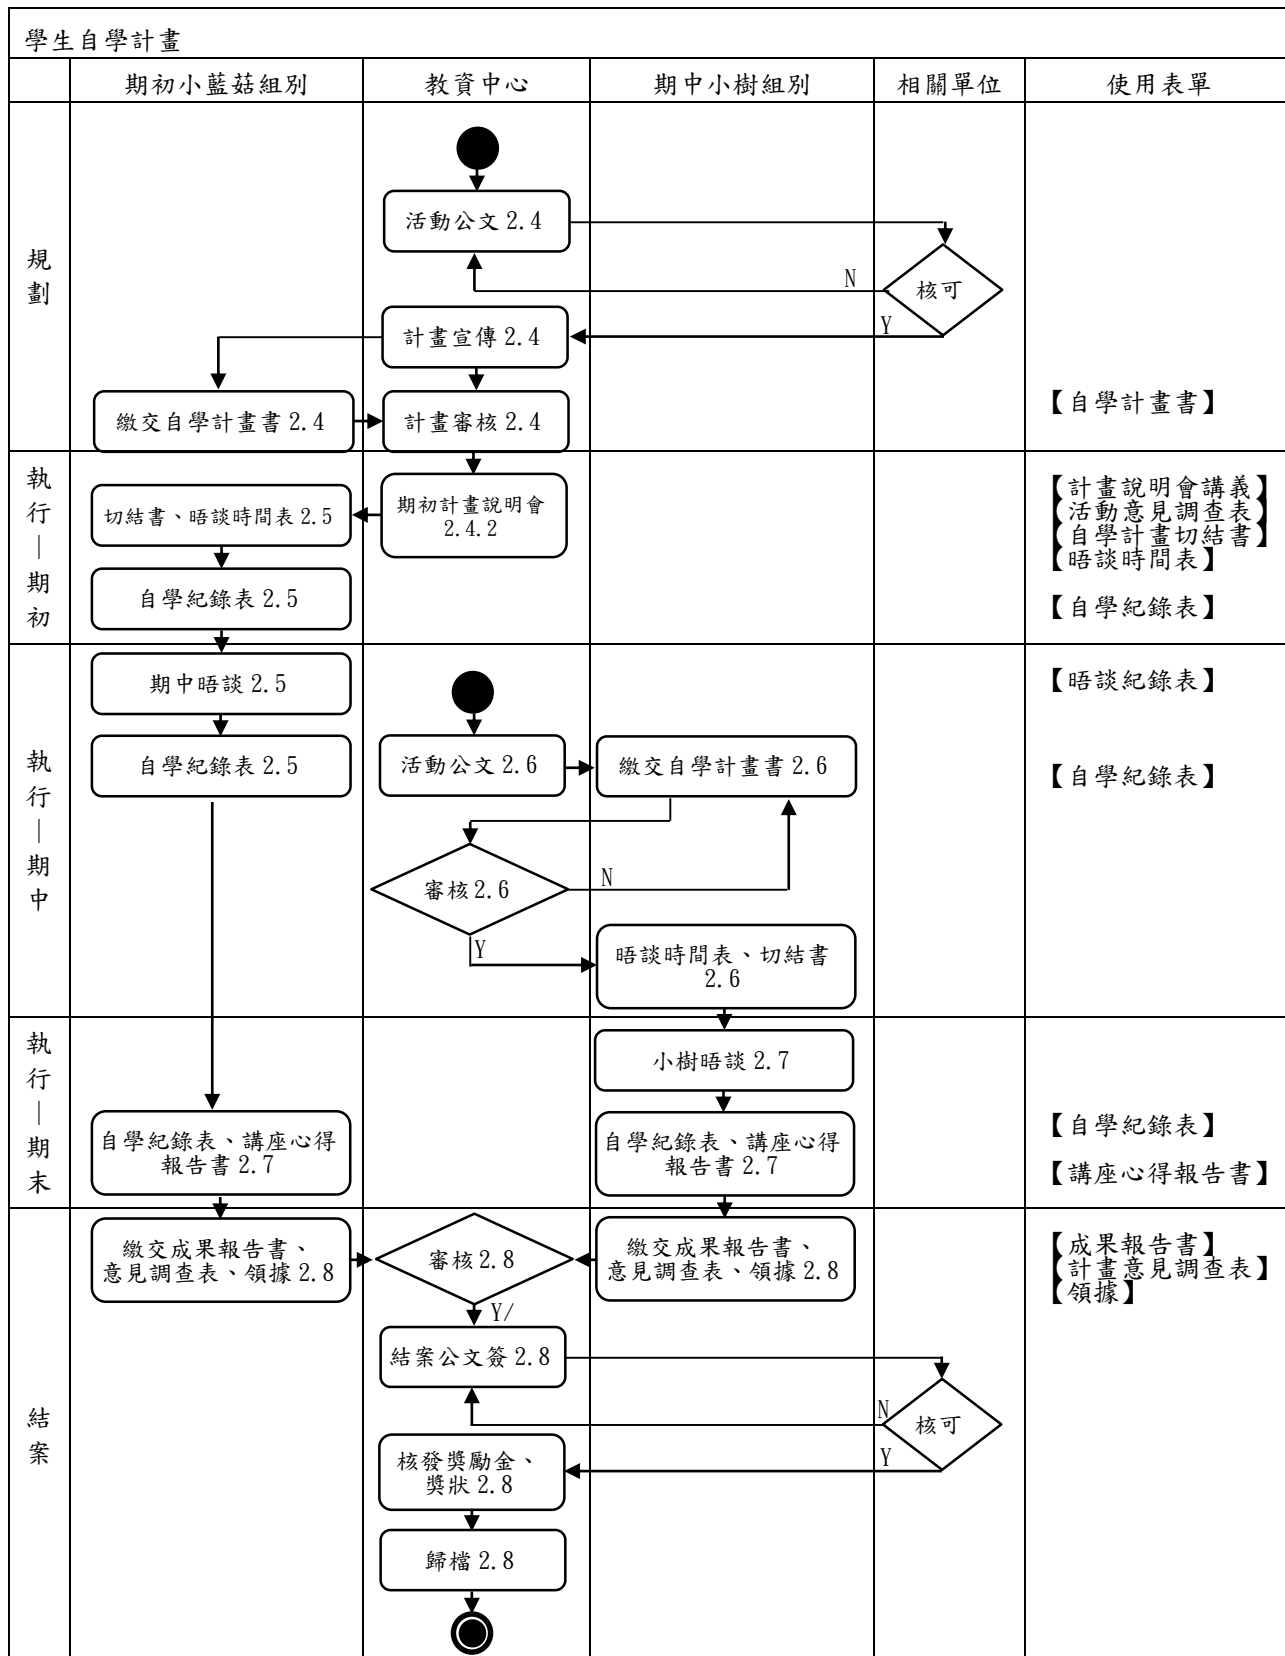 學生自學計畫
期初小藍菇組別
教資中心
期中小樹組別
相關單位
使用表單
規
劃
活動公文 2.4
核可
N
Y
計畫宣傳 2.4
繳交自學計畫書 2.4
計畫審核 2.4
【自學計畫書】
執
行
|
期
初
切結書、晤談時間表 2.5
期初計畫說明會
2.4.2
自學紀錄表 2.5
【計畫說明會講義】
【活動意見調查表】
【自學計畫切結書】
【晤談時間表】
【自學紀錄表】
執
行
|
期
中
期中晤談 2.5
自學紀錄表 2.5
活動公文 2.6
繳交自學計畫書 2.6
審核 2.6
N
Y
晤談時間表、切結書
2.6
【晤談紀錄表】
【自學紀錄表】
執
行
|
期
末
小樹晤談 2.7
自學紀錄表、講座心得
報告書 2.7
自學紀錄表、講座心得
報告書 2.7
【自學紀錄表】
【講座心得報告書】
結
案
繳交成果報告書、
意見調查表、領據 2.8
審核 2.8
繳交成果報告書、
意見調查表、領據 2.8
【成果報告書】
【計畫意見調查表】
【領據】
Y/
結案公文簽 2.8
核可
N
Y
核發獎勵金、
獎狀 2.8
歸檔 2.8